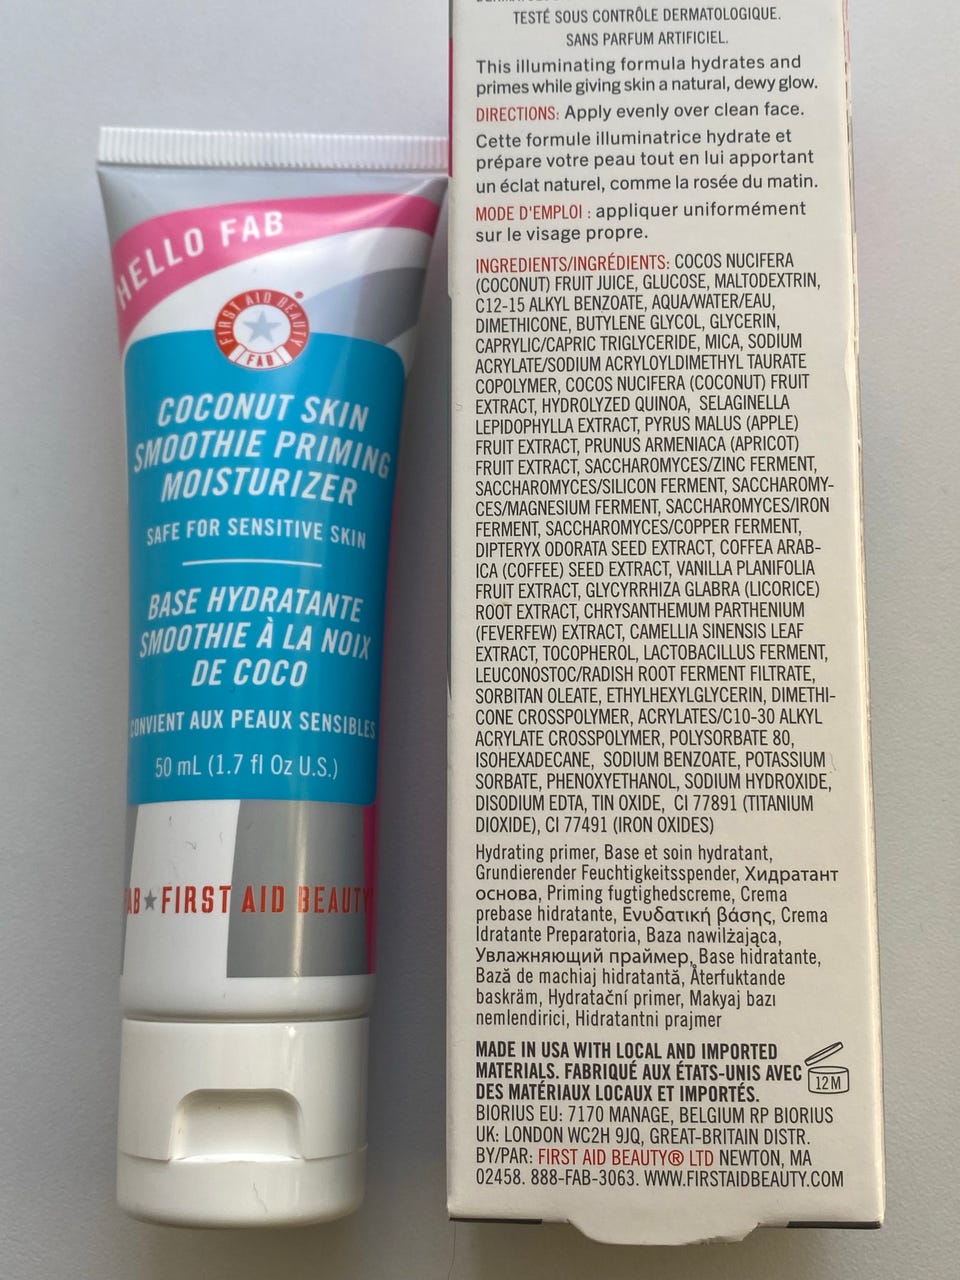 HELLO FAB
FIRST AID BEAUTY®
FAB
COCONUT SKIN
SMOOTHIE PRIMING
MOISTURIZER
SAFE FOR SENSITIVE SKIN
BASE HYDRATANTE
SMOOTHIE À LA NOIX
DE COCO
CONVIENT AUX PEAUX SENSIBLES
50 mL (1.7 fl Oz U.S.)
AB★FIRST AID BEAUTY
TESTÉ SOUS CONTRÔLE DERMATOLOGIQUE.
SANS PARFUM ARTIFICIEL.
This illuminating formula hydrates and
primes while giving skin a natural, dewy glow.
DIRECTIONS: Apply evenly over clean face.
Cette formule illuminatrice hydrate et
prépare votre peau tout en lui apportant
un éclat naturel, comme la rosée du matin.
MODE D'EMPLOI : appliquer uniformément
sur le visage propre.
INGREDIENTS/INGRÉDIENTS: COCOS NUCIFERA
(COCONUT) FRUIT JUICE, GLUCOSE, MALTODEXTRIN,
C12-15 ALKYL BENZOATE, AQUA/WATER/EAU,
DIMETHICONE, BUTYLENE GLYCOL, GLYCERIN,
CAPRYLIC/CAPRIC TRIGLYCERIDE, MICA, SODIUM
ACRYLATE/SODIUM ACRYLOYLDIMETHYL TAURATE
COPOLYMER, COCOS NUCIFERA (COCONUT) FRUIT
EXTRACT, HYDROLYZED QUINOA, SELAGINELLA
LEPIDOPHYLLA EXTRACT, PYRUS MALUS (APPLE)
FRUIT EXTRACT, PRUNUS ARMENIACA (APRICOT)
FRUIT EXTRACT, SACCHAROMYCES/ZINC FERMENT,
SACCHAROMYCES/SILICON FERMENT, SACCHAROMY-
CES/MAGNESIUM FERMENT, SACCHAROMYCES/IRON
FERMENT, SACCHAROMYCES/COPPER FERMENT,
DIPTERYX ODORATA SEED EXTRACT, COFFEA ARAB-
ICA (COFFEE) SEED EXTRACT, VANILLA PLANIFOLIA
FRUIT EXTRACT, GLYCYRRHIZA GLABRA (LICORICE)
ROOT EXTRACT, CHRYSANTHEMUM PARTHENIUM
(FEVERFEW) EXTRACT, CAMELLIA SINENSIS LEAF
EXTRACT, TOCOPHEROL, LACTOBACILLUS FERMENT,
LEUCONOSTOC/RADISH ROOT FERMENT FILTRATE,
SORBITAN OLEATE, ETHYLHEXYLGLYCERIN, DIMETHI-
CONE CROSSPOLYMER, ACRYLATES/C10-30 ALKYL
ACRYLATE CROSSPOLYMER, POLYSORBATE 80,
ISOHEXADECANE, SODIUM BENZOATE, POTASSIUM
SORBATE, PHENOXYETHANOL, SODIUM HYDROXIDE,
DISODIUM EDTA, TIN OXIDE, CI 77891 (TITANIUM
DIOXIDE), CI 77491 (IRON OXIDES)
Hydrating primer, Base et soin hydratant,
Grundierender Feuchtigkeitsspender, Хидратант
основа, Priming fugtighedscreme, Crema
prebase hidratante, Ενυδατική βάσης, Crema
Idratante Preparatoria, Baza nawilżająca,
Увлажняющий праймер, Base hidratante,
Bază de machiaj hidratantă, Återfuktande
baskräm, Hydratační primer, Makyaj bazı
nemlendirici, Hidratantni prajmer
MADE IN USA WITH LOCAL AND IMPORTED
MATERIALS. FABRIQUÉ AUX ÉTATS-UNIS AVEC
DES MATÉRIAUX LOCAUX ET IMPORTÉS.
12M
BIORIUS EU: 7170 MANAGE, BELGIUM RP BIORIUS
UK: LONDON WC2H 9JQ, GREAT-BRITAIN DISTR.
BY/PAR: FIRST AID BEAUTY® LTD NEWTON, MA
02458. 888-FAB-3063. WWW.FIRSTAIDBEAUTY.COM